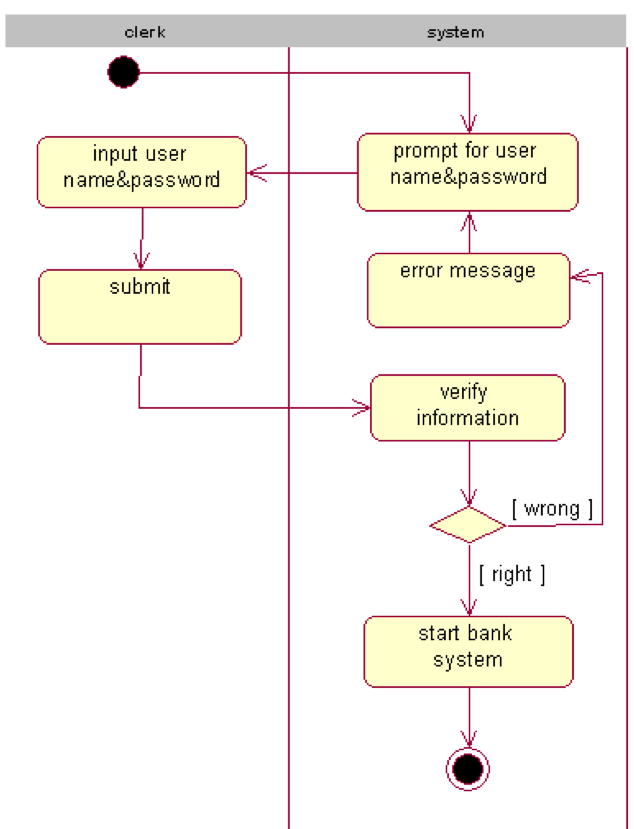 clerk
system
input user
name&password
prompt for user
name&password
submit
error message
verify
information
[ wrong ]
[ right ]
start bank
system